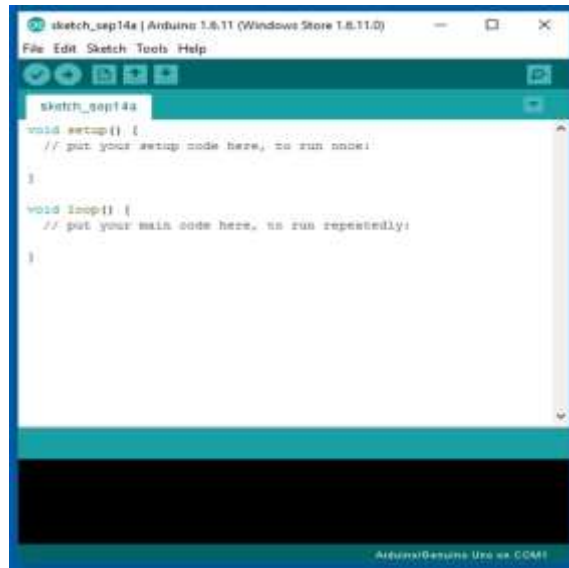 sketch_sep14a | Arduino 1.6.11 (Windows Store 1.6.11.0)
File Edit Sketch Tools Help
sketch_sep14a
void setup() {
// put your setup code here, to run once:
}
void loop() {
// put your main code here, to run repeatedly:
}
Arduino/Genuino Uno on COM1